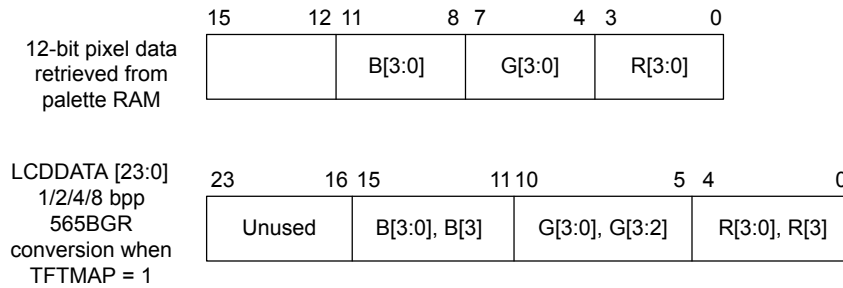 15 12 11 8 7 4 3 0
12-bit pixel data
retrieved from
palette RAM
B[3:0] G[3:0] R[3:0]
LCDDATA [23:0]
1/2/4/8 bpp
565BGR
conversion when
TFTMAP = 1
23 16 15 11 10 5 4 0
Unused B[3:0], B[3] G[3:0], G[3:2] R[3:0], R[3]